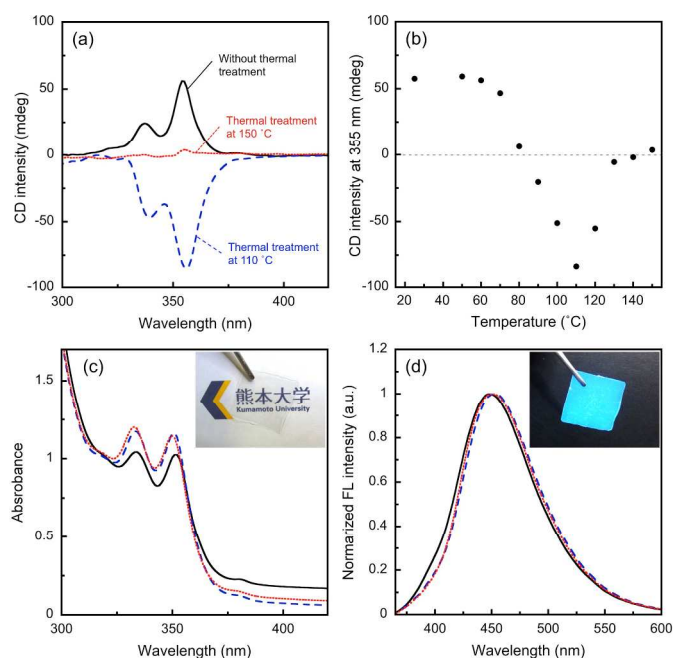 (a)
Without thermal
treatment
Thermal treatment
at 150 ˚C
Thermal treatment
at 110 ˚C
CD intensity (mdeg)
100
50
0
-50
-100
300
350
400
Wavelength (nm)
(b)
CD intensity at 355 nm (mdeg)
100
50
0
-50
-100
20
40
60
80
100
120
140
Temperature (˚C)
(c)
熊本大学
Kumamoto University
Absrobance
1.5
1
0.5
0
300
350
400
Wavelength (nm)
(d)
Normarized FL intensity (a.u.)
1.2
1
0.8
0.6
0.4
0.2
0
400
450
500
550
600
Wavelength (nm)